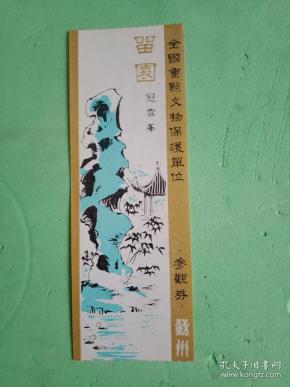 留園
冠雲峯
全國重點文物保護單位
參觀券
蘇州
孔夫子旧书网